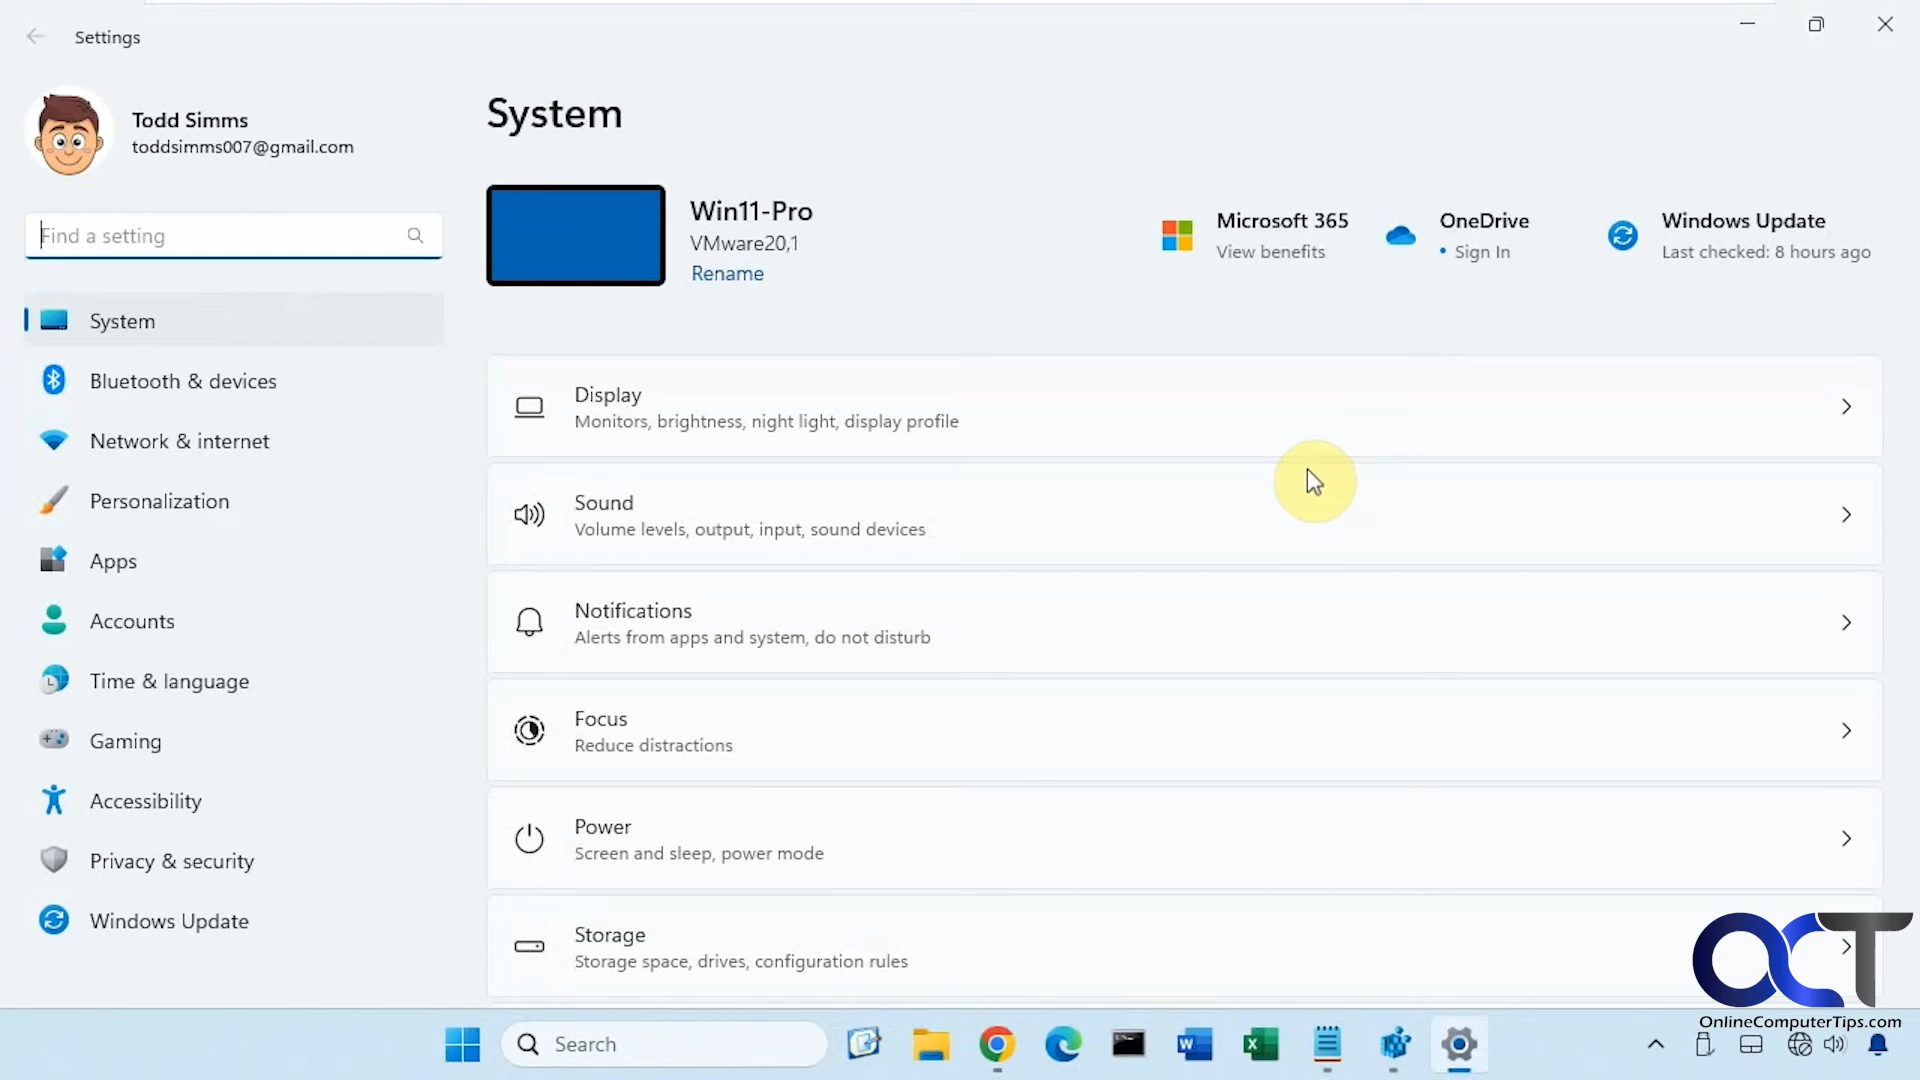 Settings
Todd Simms
toddsimms007@gmail.com
Find a setting
System
Bluetooth & devices
Network & internet
Personalization
Apps
Accounts
Time & language
Gaming
Accessibility
Privacy & security
Windows Update
System
Win11-Pro
VMware20,1
Rename
Microsoft 365
View benefits
OneDrive
• Sign In
Windows Update
Last checked: 8 hours ago
Display
Monitors, brightness, night light, display profile
Sound
Volume levels, output, input, sound devices
Notifications
Alerts from apps and system, do not disturb
Focus
Reduce distractions
Power
Screen and sleep, power mode
Storage
Storage space, drives, configuration rules
OCT
OnlineComputerTips.com
Search